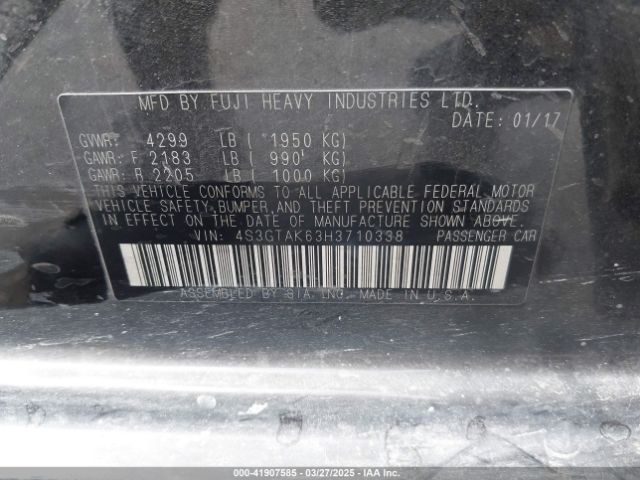 MFD BY FUJI HEAVY INDUSTRIES LTD.
DATE: 01/17
GVWR: 4299 LB ( 1950 KG)
GAWR: F 2183 LB ( 990 KG)
GAWR: R 2205 LB ( 1000 KG)
THIS VEHICLE CONFORMS TO ALL APPLICABLE FEDERAL MOTOR
VEHICLE SAFETY, BUMPER, AND THEFT PREVENTION STANDARDS
IN EFFECT ON THE DATE OF MANUFACTURE SHOWN ABOVE.
VIN: 4S3GTAK63H3710338 PASSENGER CAR
ASSEMBLED BY SIA, INC. MADE IN U.S.A.
000-41907585 - 03/27/2025 - IAA Inc.